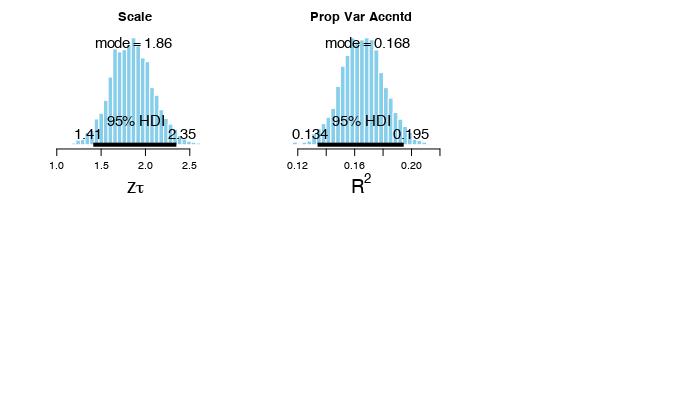 Scale
mode = 1.86
95% HDI
1.41 2.35
1.0 1.5 2.0 2.5
zτ
Prop Var Accntd
mode = 0.168
95% HDI
0.134 0.195
0.12 0.16 0.20
R²